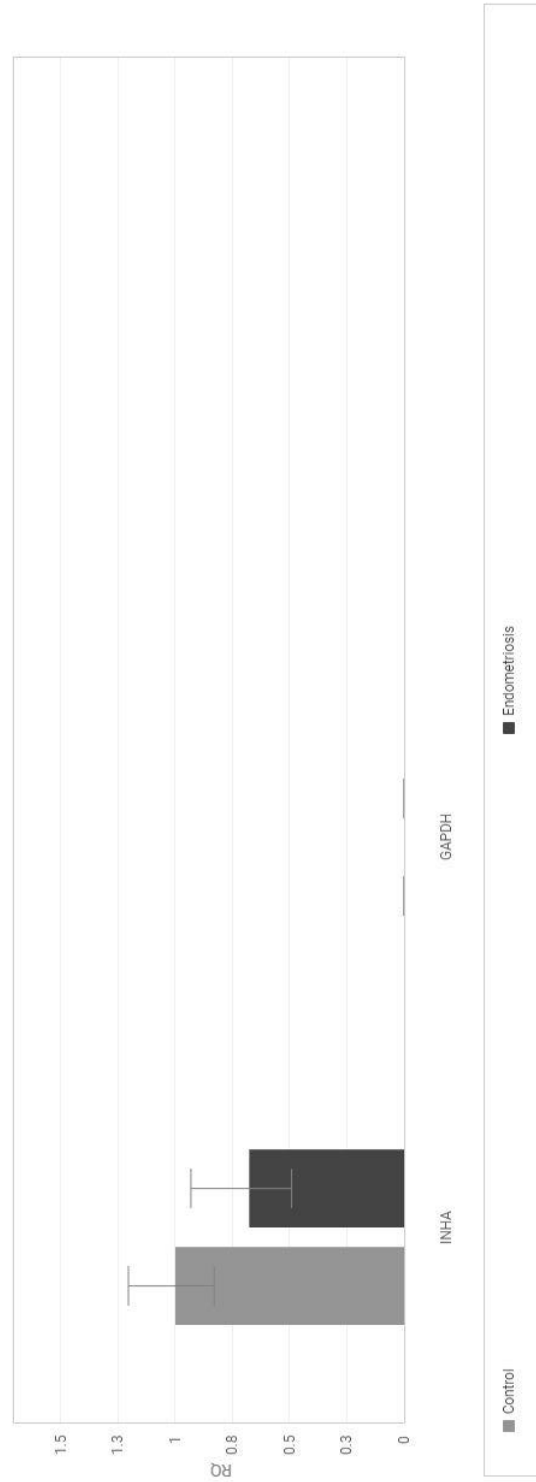 RQ
1.5
1.3
1
0.8
0.5
0.3
0
INHA
GAPDH
Control
Endometriosis